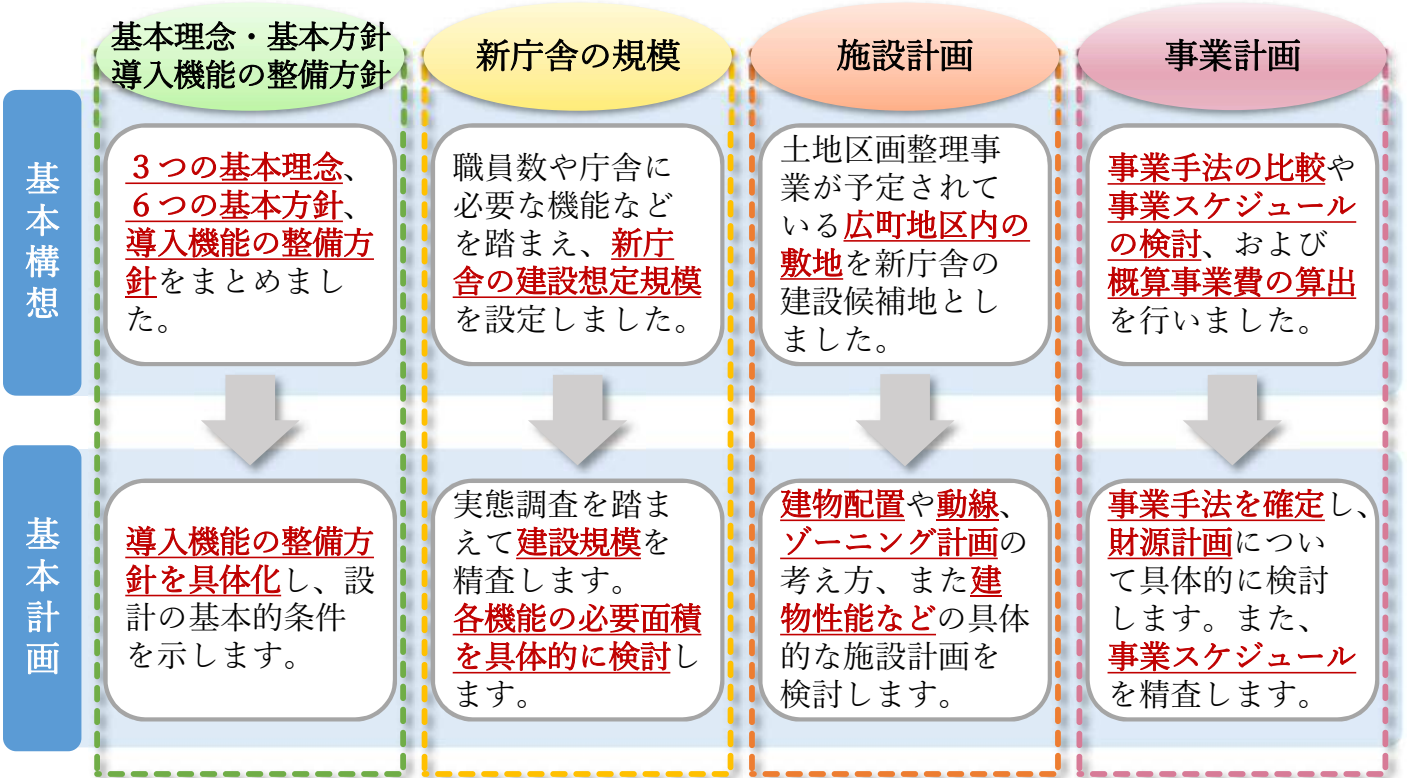 基本理念・基本方針
導入機能の整備方針
新庁舎の規模
施設計画
事業計画
基本構想
３つの基本理念、
６つの基本方針、
導入機能の整備方
針をまとめまし
た。
職員数や庁舎に
必要な機能など
を踏まえ、新庁
舎の建設想定規模
を設定しました。
土地区画整理事
業が予定されて
いる広町地区内の
敷地を新庁舎の
建設候補地とし
ました。
事業手法の比較や
事業スケジュール
の検討、および
概算事業費の算出
を行いました。
基本計画
導入機能の整備方
針を具体化し、設
計の基本的条件
を示します。
実態調査を踏ま
えて建設規模を
精査します。
各機能の必要面積
を具体的に検討し
ます。
建物配置や動線、
ゾーニング計画の
考え方、また建
物性能などの具体
的な施設計画を
検討します。
事業手法を確定し、
財源計画につい
て具体的に検討
します。また、
事業スケジュール
を精査します。